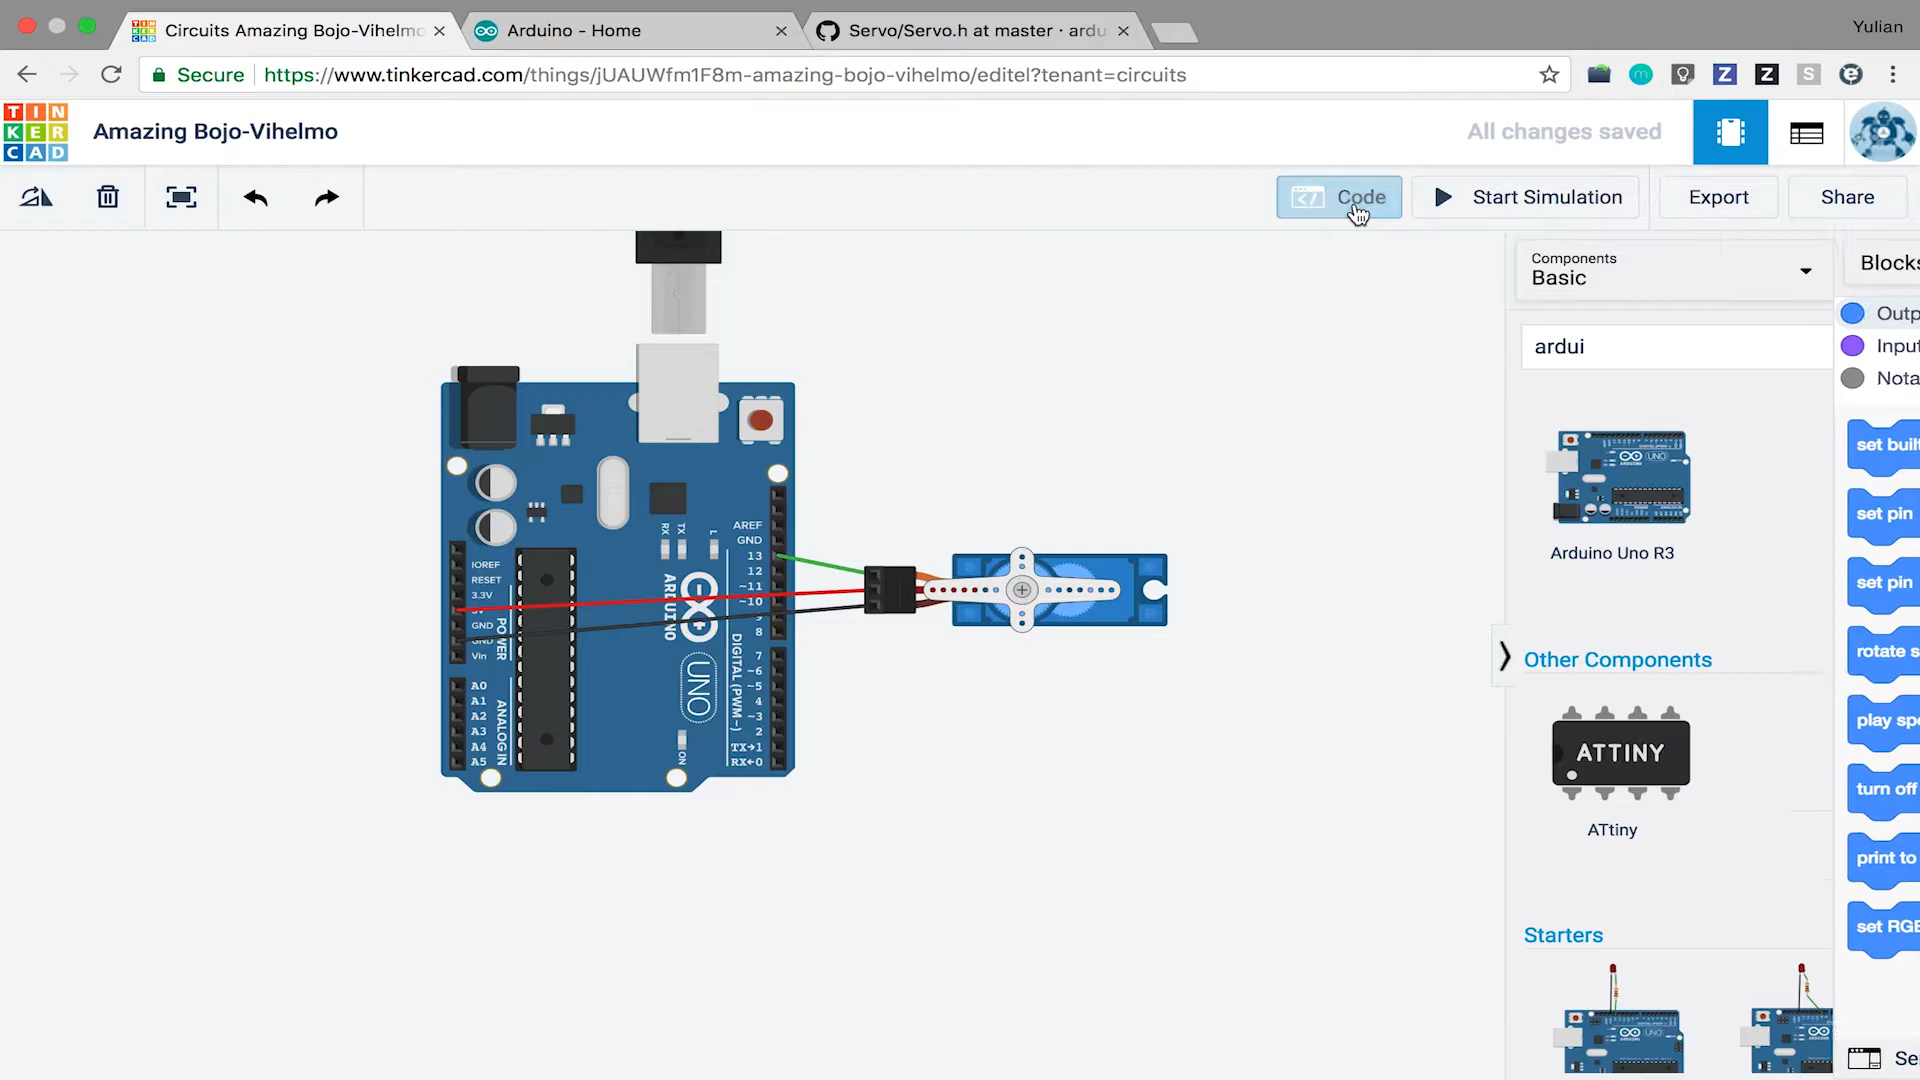 Circuits Amazing Bojo-Vihelmo
Arduino - Home
Servo/Servo.h at master · ardu
Yulian
Secure
https://www.tinkercad.com/things/jUAUWfm1F8m-amazing-bojo-vihelmo/editel?tenant=circuits
TIN
KER
CAD
Amazing Bojo-Vihelmo
All changes saved
Code
Start Simulation
Export
Share
Components
Basic
Blocks
Outp
Input
Nota
ardui
Arduino Uno R3
set built
set pin
set pin
rotate s
play spe
turn off
print to
set RGB
Other Components
ATTINY
ATtiny
Starters
Se
AREF
GND
13
12
~11
~10
9
8
7
~6
~5
4
~3
2
TX→1
RX←0
DIGITAL (PWM~)
IOREF
RESET
3.3V
5V
GND
GND
Vin
POWER
A0
A1
A2
A3
A4
A5
ANALOG IN
RX
TX
L
ON
ARDUINO
UNO